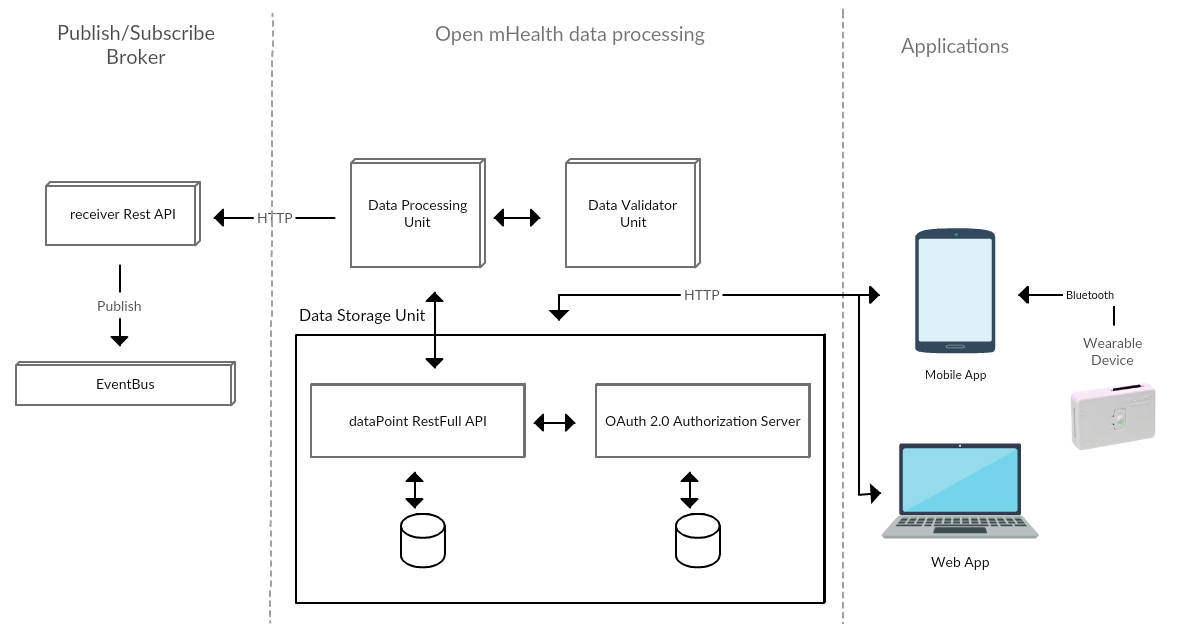 Publish/Subscribe
Broker
Open mHealth data processing
Applications
receiver Rest API
HTTP
Data Processing
Unit
Data Validator
Unit
Publish
EventBus
Data Storage Unit
HTTP
dataPoint RestFull API
OAuth 2.0 Authorization Server
Mobile App
Bluetooth
Wearable
Device
Web App